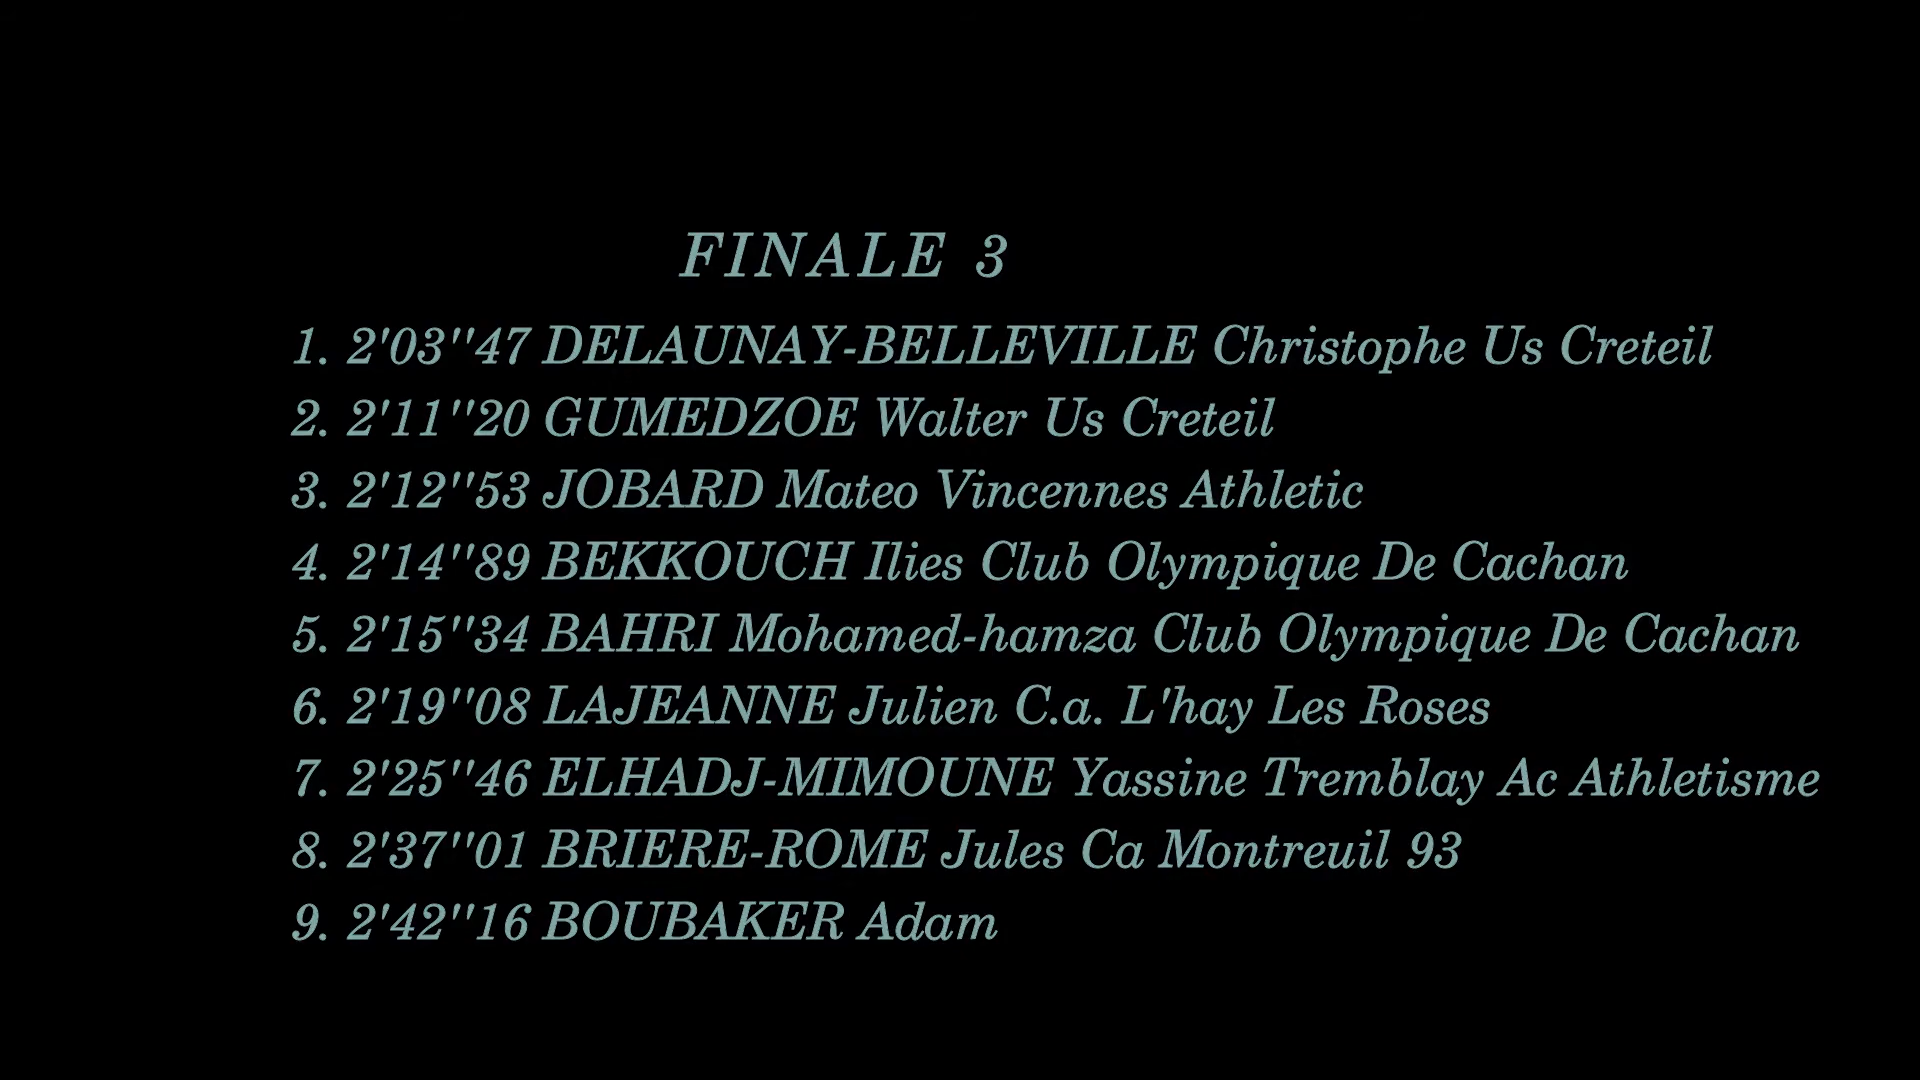 FINALE 3
1. 2'03''47 DELAUNAY-BELLEVILLE Christophe Us Creteil
2. 2'11''20 GUMEDZOE Walter Us Creteil
3. 2'12''53 JOBARD Mateo Vincennes Athletic
4. 2'14''89 BEKKOUCH Ilies Club Olympique De Cachan
5. 2'15''34 BAHRI Mohamed-hamza Club Olympique De Cachan
6. 2'19''08 LAJEANNE Julien C.a. L'hay Les Roses
7. 2'25''46 ELHADJ-MIMOUNE Yassine Tremblay Ac Athletisme
8. 2'37''01 BRIERE-ROME Jules Ca Montreuil 93
9. 2'42''16 BOUBAKER Adam